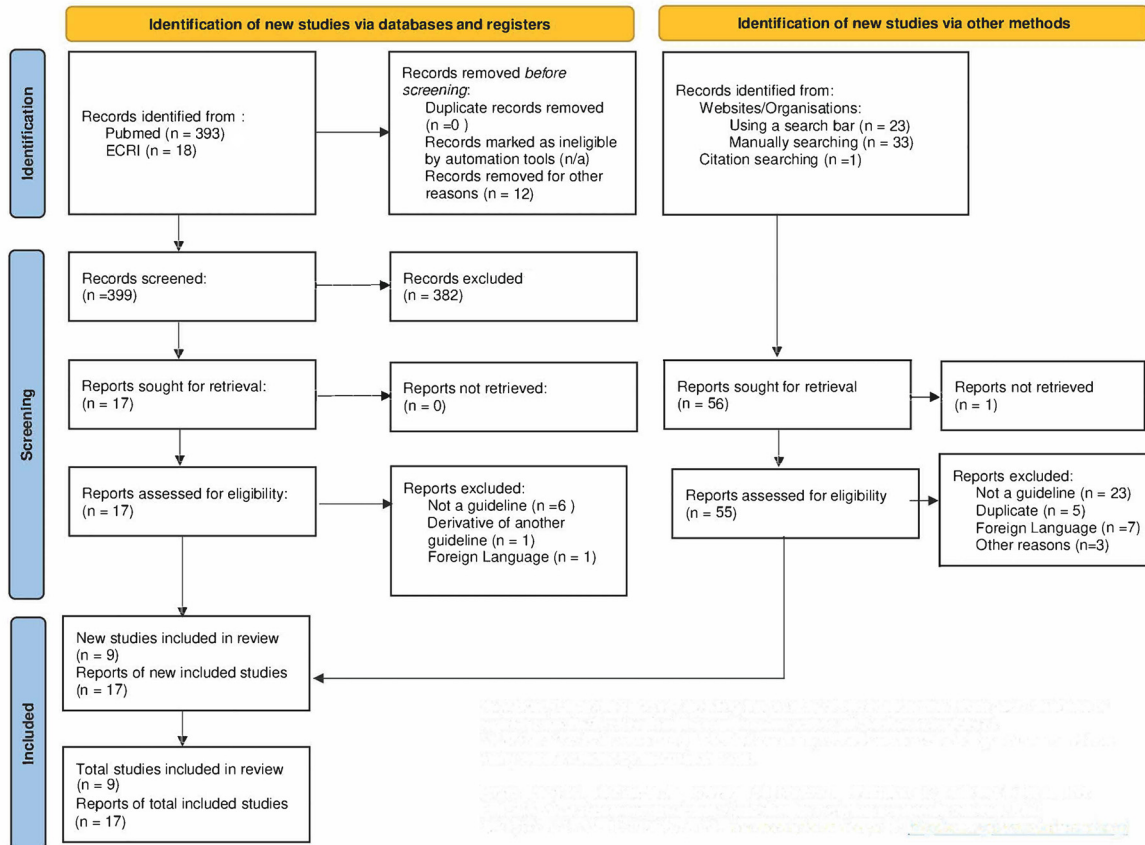 Identification of new studies via databases and registers
Identification of new studies via other methods
Identification
Records identified from :
Pubmed (n = 393)
ECRI (n = 18)
Records removed before
screening:
Duplicate records removed
(n =0 )
Records marked as ineligible
by automation tools (n/a)
Records removed for other
reasons (n = 12)
Records identified from:
Websites/Organisations:
Using a search bar (n = 23)
Manually searching (n = 33)
Citation searching (n =1)
Screening
Records screened:
(n =399)
Records excluded
(n = 382)
Reports sought for retrieval:
(n = 17)
Reports not retrieved:
(n = 0)
Reports sought for retrieval
(n = 56)
Reports not retrieved
(n = 1)
Reports assessed for eligibility:
(n = 17)
Reports excluded:
Not a guideline (n =6 )
Derivative of another
guideline (n = 1)
Foreign Language (n = 1)
Reports assessed for eligibility
(n = 55)
Reports excluded:
Not a guideline (n = 23)
Duplicate (n = 5)
Foreign Language (n =7)
Other reasons (n=3)
Included
New studies included in review
(n = 9)
Reports of new included studies
(n = 17)
Total studies included in review
(n = 9)
Reports of total included studies
(n = 17)